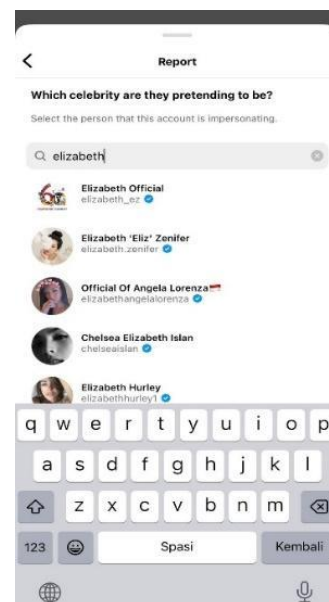 Report
Which celebrity are they pretending to be?
Select the person that this account is impersonating.
elizabeth
Elizabeth Official
elizabeth_ez
Elizabeth 'Eliz' Zenifer
elizabeth.zenifer
Official Of Angela Lorenza
elizabethangelalorenza
Chelsea Elizabeth Islan
chelseaislan
Elizabeth Hurley
elizabethhurley1
q w e r t y u i o p
a s d f g h j k l
z x c v b n m
123 Spasi Kembali